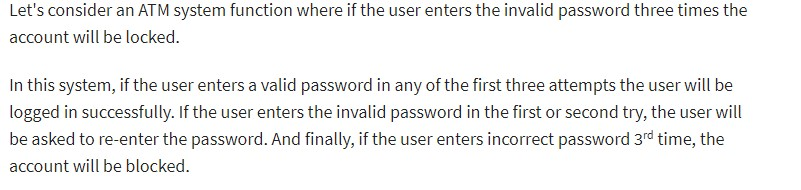 Let's consider an ATM system function where if the user enters the invalid password three times the
account will be locked.
In this system, if the user enters a valid password in any of the first three attempts the user will be
logged in successfully. If the user enters the invalid password in the first or second try, the user will
be asked to re-enter the password. And finally, if the user enters incorrect password 3rd time, the
account will be blocked.